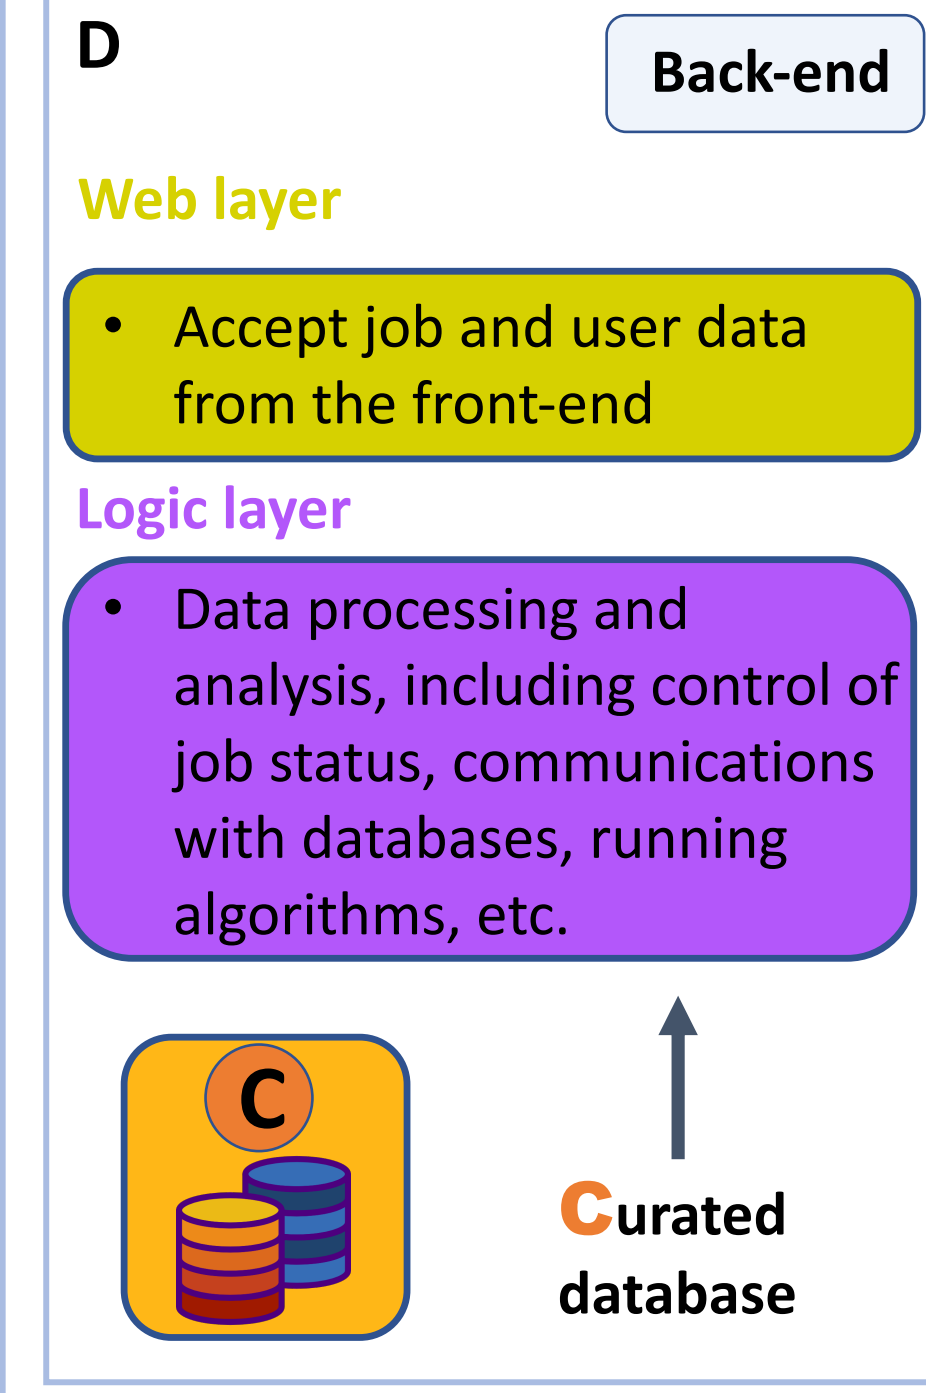 D
Back-end
Web layer
• Accept job and user data
from the front-end
Logic layer
• Data processing and
analysis, including control of
job status, communications
with databases, running
algorithms, etc.
C
Curated
database